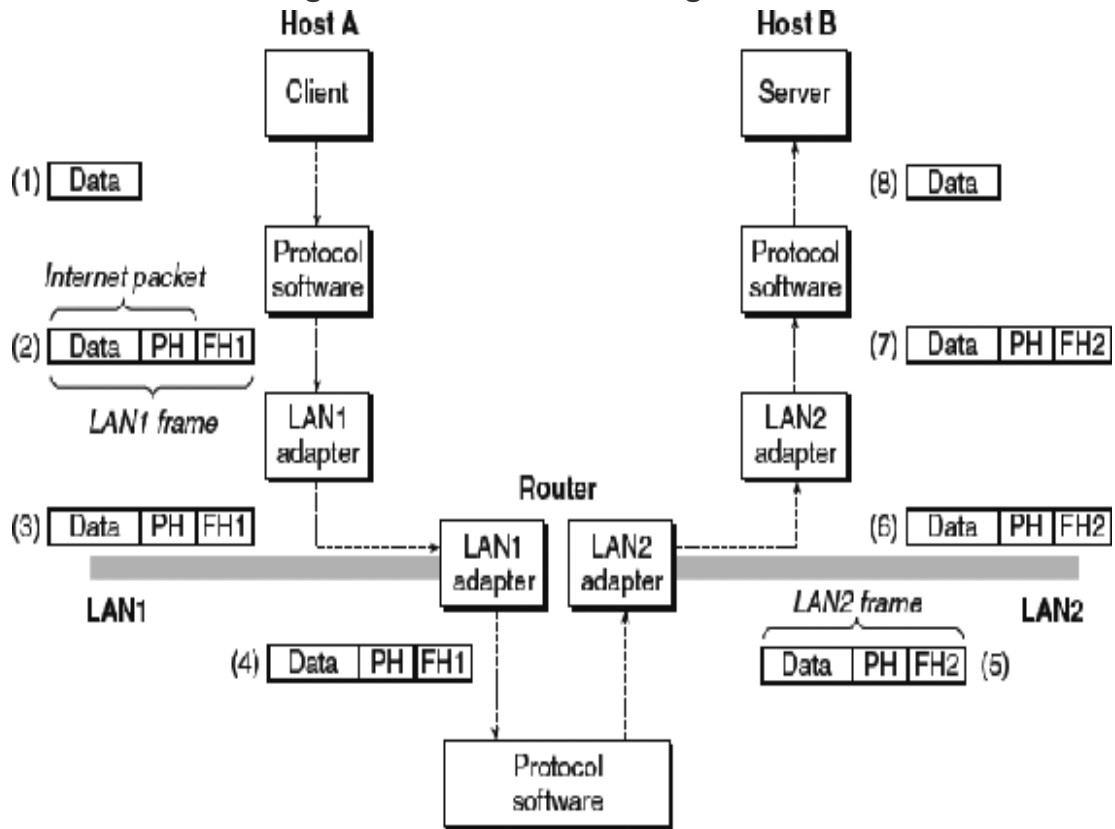 Host A
Host B
Client
Server
(1) Data
(8) Data
Protocol
software
Protocol
software
Internet packet
(2) Data PH FH1
(7) Data PH FH2
LAN1 frame
LAN1
adapter
LAN2
adapter
Router
(3) Data PH FH1
LAN1
adapter
LAN2
adapter
(6) Data PH FH2
LAN1
LAN2 frame
LAN2
(4) Data PH FH1
Data PH FH2 (5)
Protocol
software